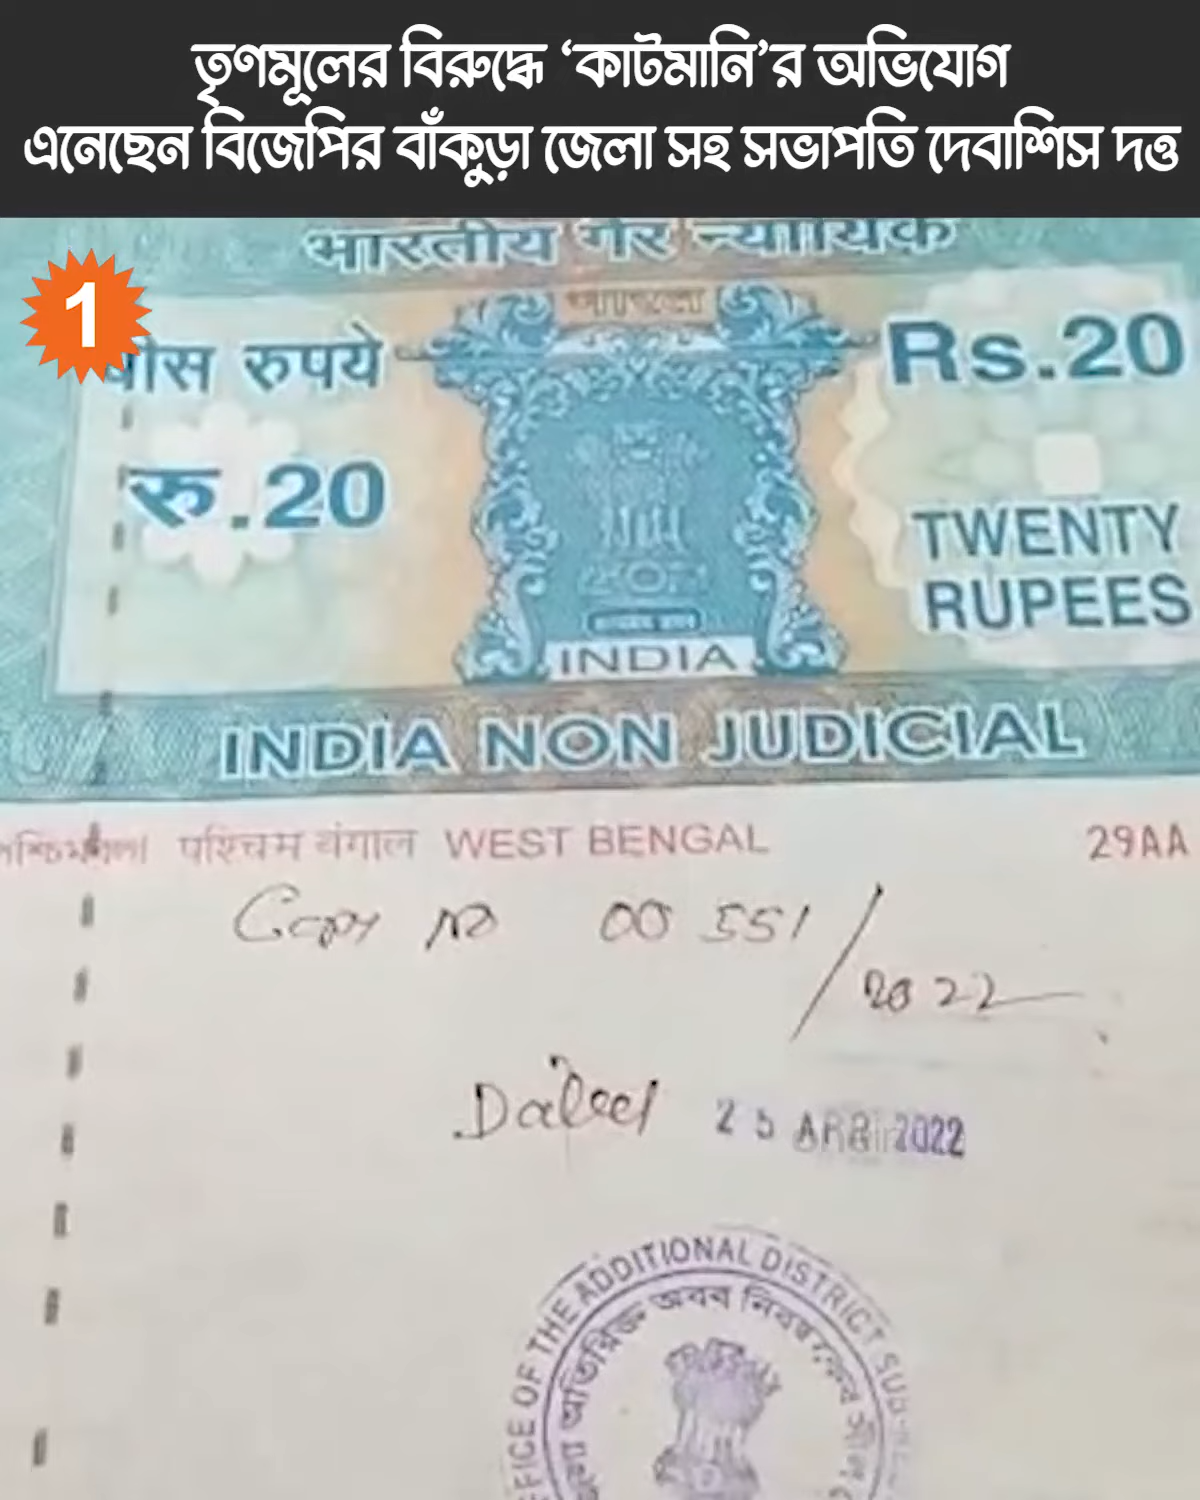 তৃণমূলের বিরুদ্ধে ‘কাটমানি’র অভিযোগ
এনেছেন বিজেপির বাঁকুড়া জেলা সহ সভাপতি দেবাশিস দত্ত
भारतीय गैर न्यायिक
1
बीस रुपये
Rs.20
रु.20
TWENTY
RUPEES
INDIA
INDIA NON JUDICIAL
पश्चिम बंगाल WEST BENGAL
29AA
Copy No 00551/2022
Dated 25 APR 2022
OFFICE OF THE ADDITIONAL DISTRICT SUB-
অতিরিক্ত অবর